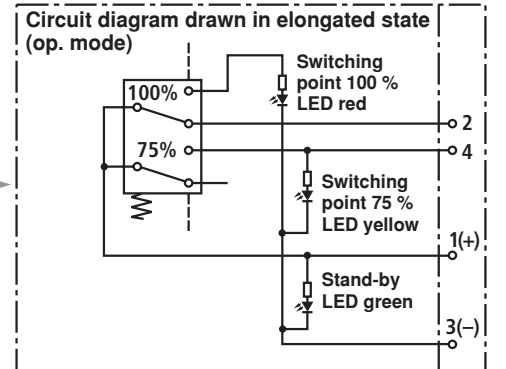 Circuit diagram drawn in elongated state
(op. mode)
Switching
point 100 %
LED red
100%
2
75%
4
Switching
point 75 %
LED yellow
1(+)
Stand-by
LED green
3(–)